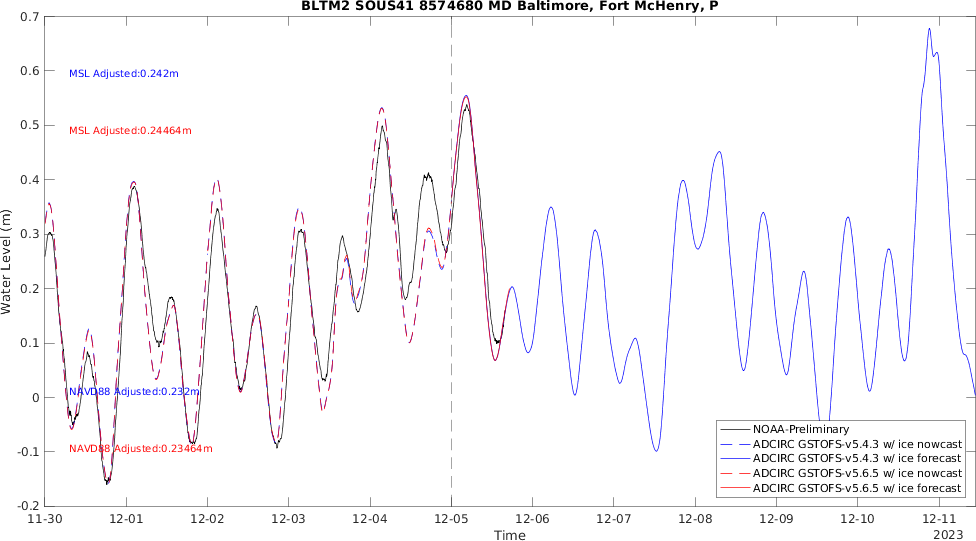 BLTM2 SOUS41 8574680 MD Baltimore, Fort McHenry, P
0.7
0.6
0.5
0.4
0.3
0.2
0.1
0
-0.1
-0.2
Water Level (m)
MSL Adjusted:0.242m
MSL Adjusted:0.24464m
NAVD88 Adjusted:0.232m
NAVD88 Adjusted:0.23464m
NOAA-Preliminary
ADCIRC GSTOFS-v5.4.3 w/ ice nowcast
ADCIRC GSTOFS-v5.4.3 w/ ice forecast
ADCIRC GSTOFS-v5.6.5 w/ ice nowcast
ADCIRC GSTOFS-v5.6.5 w/ ice forecast
11-30 12-01 12-02 12-03 12-04 12-05 12-06 12-07 12-08 12-09 12-10 12-11
Time
2023